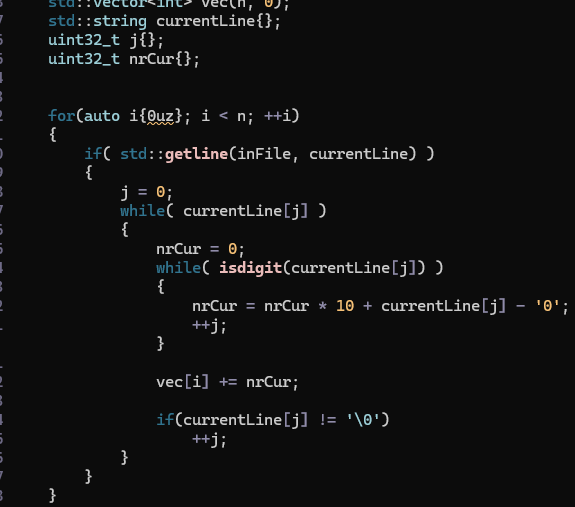 std::vector<int> vec(n, 0);
std::string currentLine{};
uint32_t j{};
uint32_t nrCur{};
for(auto i{0uz}; i < n; ++i)
{
if( std::getline(inFile, currentLine) )
{
j = 0;
while( currentLine[j] )
{
nrCur = 0;
while( isdigit(currentLine[j]) )
{
nrCur = nrCur * 10 + currentLine[j] - '0';
++j;
}
vec[i] += nrCur;
if(currentLine[j] != '\0')
++j;
}
}
}